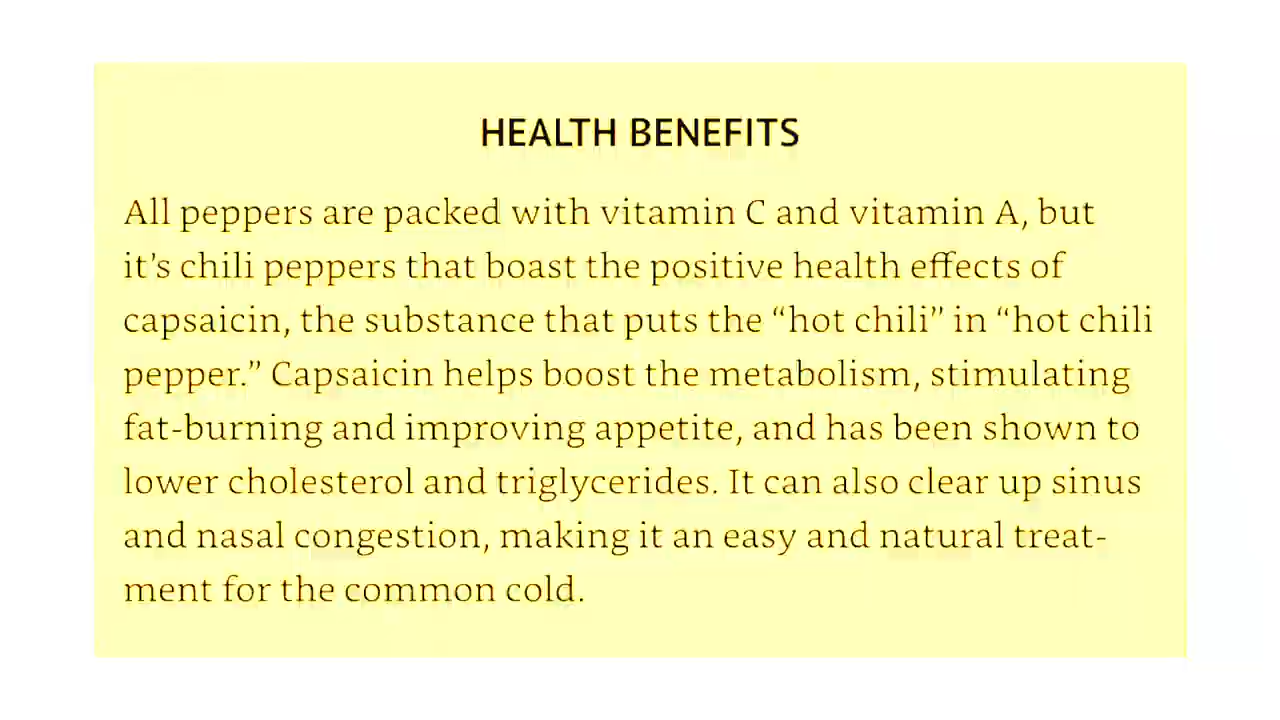 HEALTH BENEFITS
All peppers are packed with vitamin C and vitamin A, but
it’s chili peppers that boast the positive health effects of
capsaicin, the substance that puts the “hot chili” in “hot chili
pepper.” Capsaicin helps boost the metabolism, stimulating
fat-burning and improving appetite, and has been shown to
lower cholesterol and triglycerides. It can also clear up sinus
and nasal congestion, making it an easy and natural treat-
ment for the common cold.